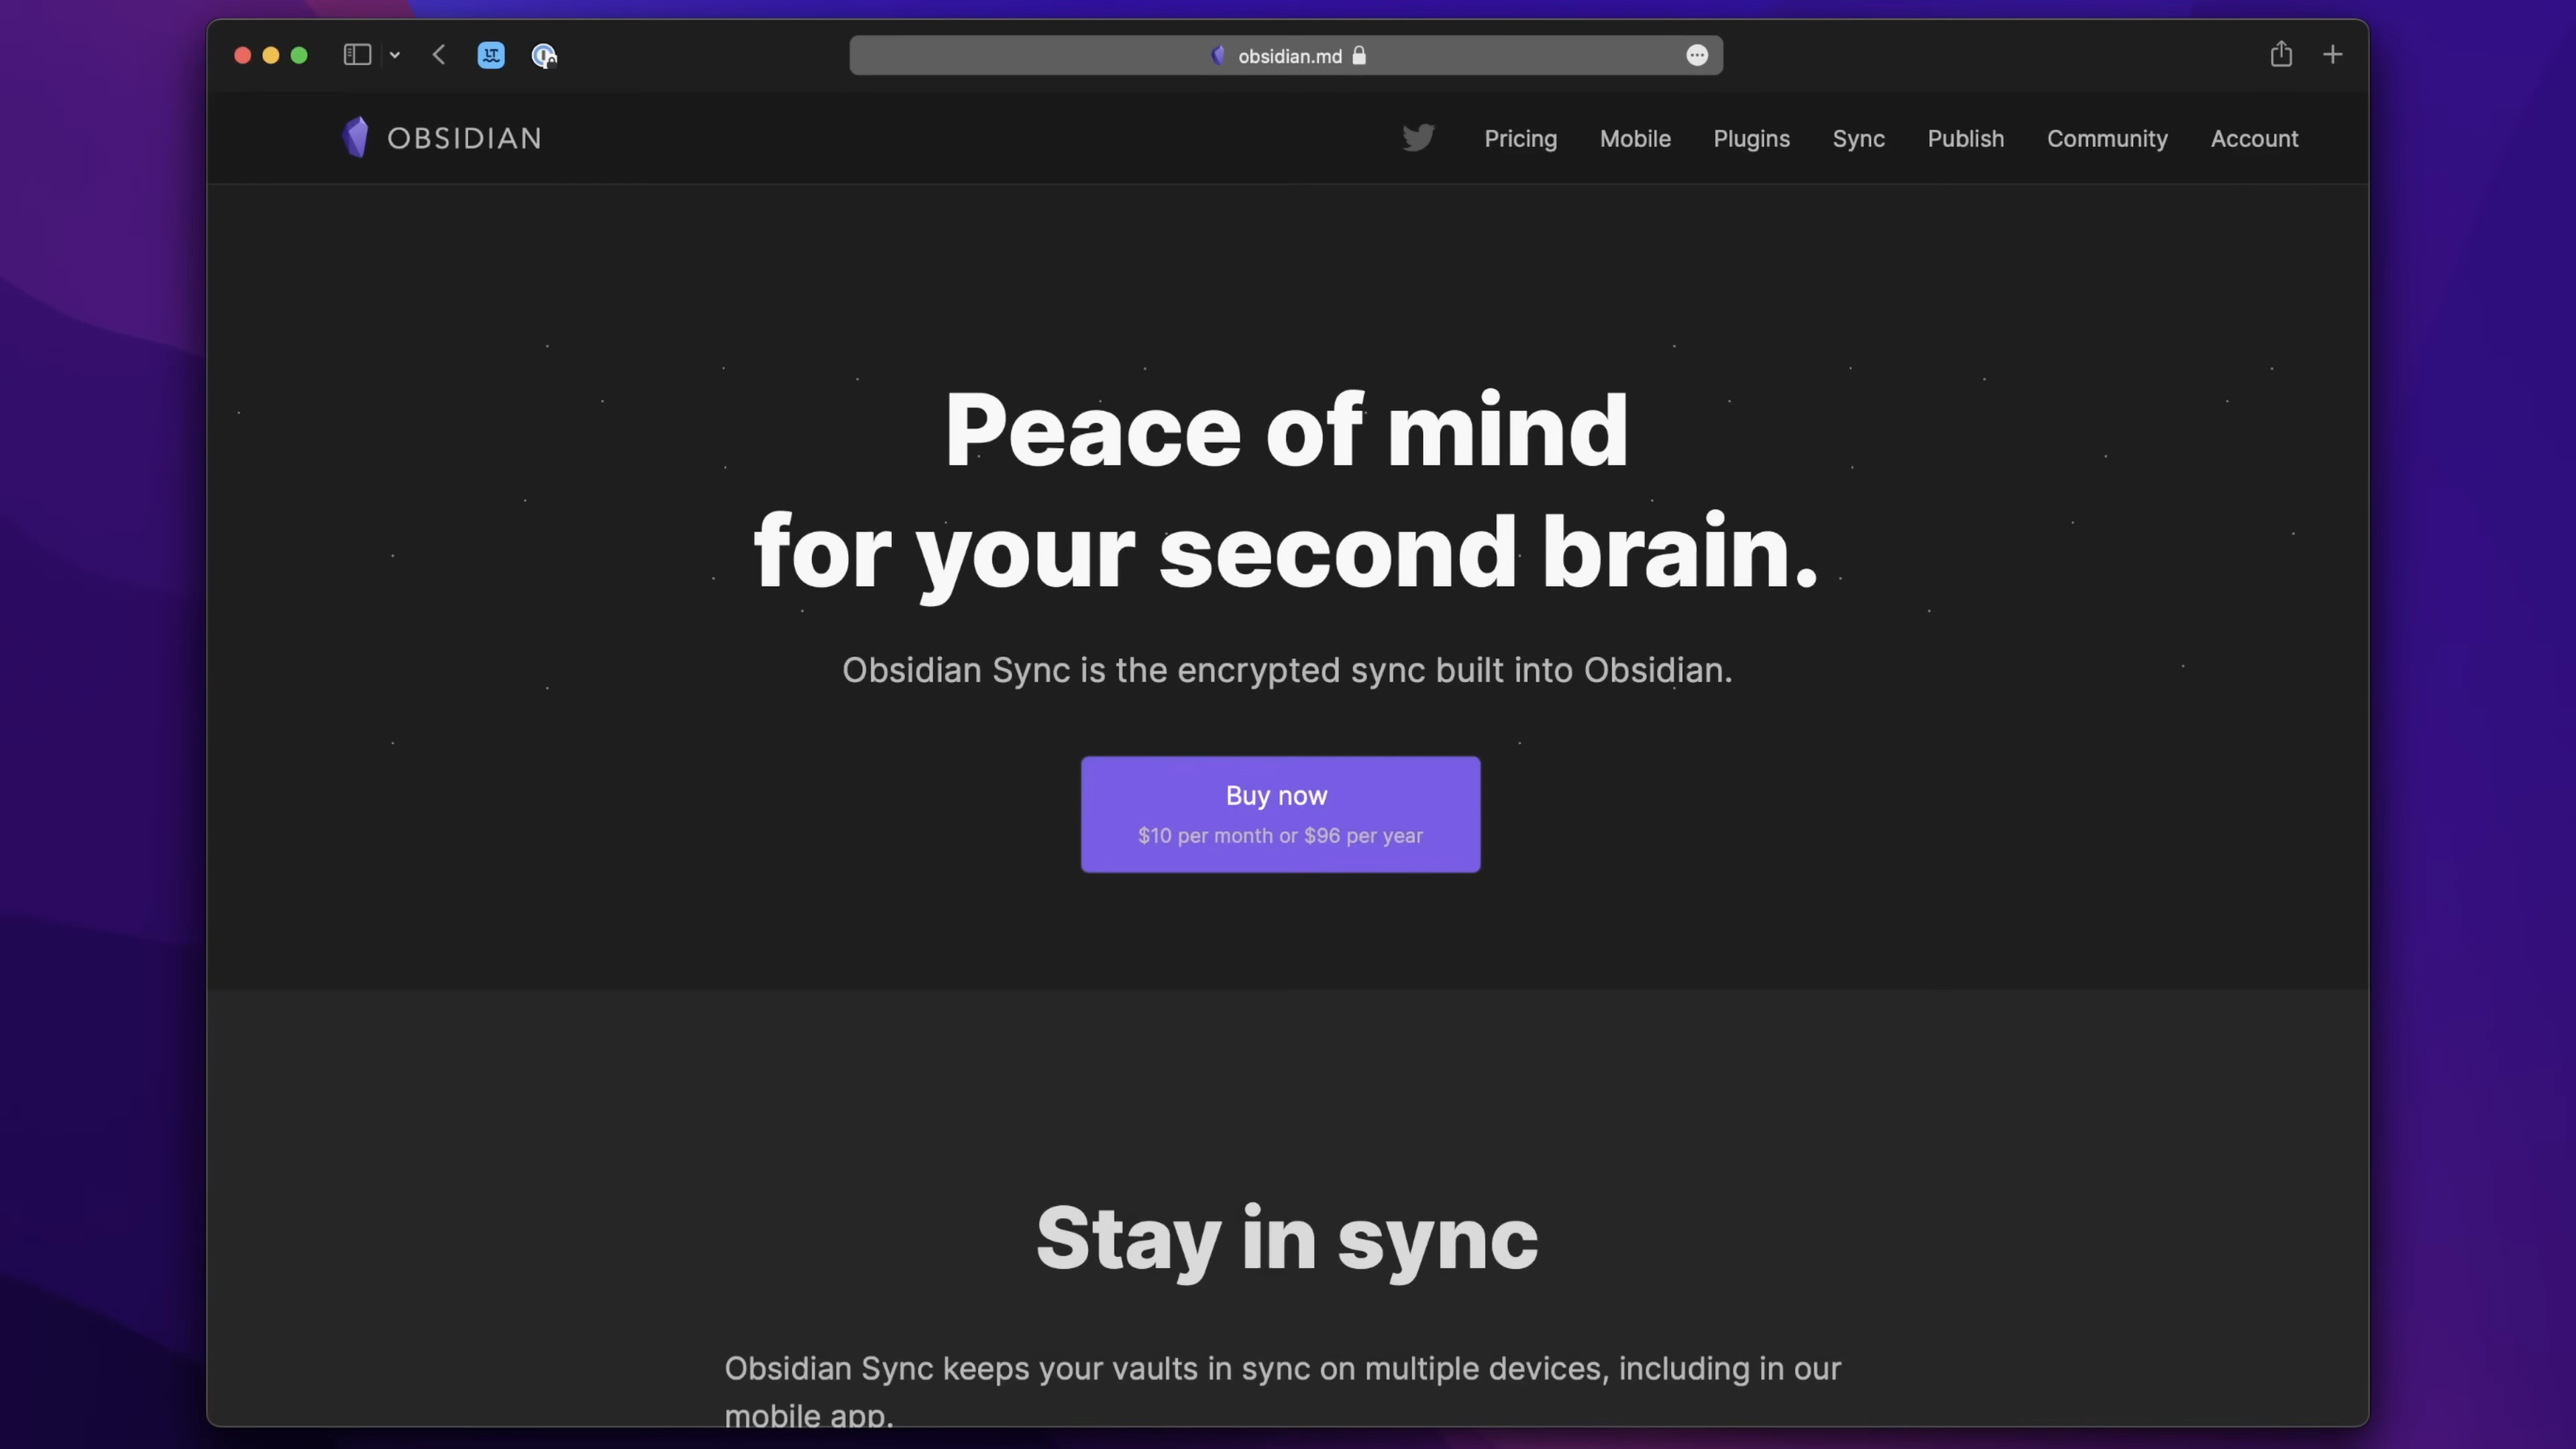 obsidian.md
OBSIDIAN
Pricing Mobile Plugins Sync Publish Community Account
Peace of mind
for your second brain.
Obsidian Sync is the encrypted sync built into Obsidian.
Buy now
$10 per month or $96 per year
Stay in sync
Obsidian Sync keeps your vaults in sync on multiple devices, including in our
mobile app.